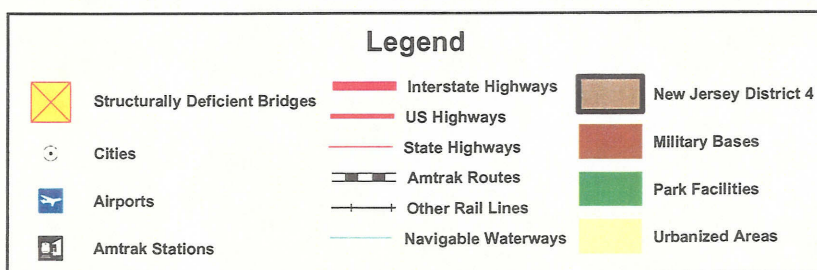 Legend
Structurally Deficient Bridges
Cities
Airports
Amtrak Stations
Interstate Highways
US Highways
State Highways
Amtrak Routes
Other Rail Lines
Navigable Waterways
New Jersey District 4
Military Bases
Park Facilities
Urbanized Areas